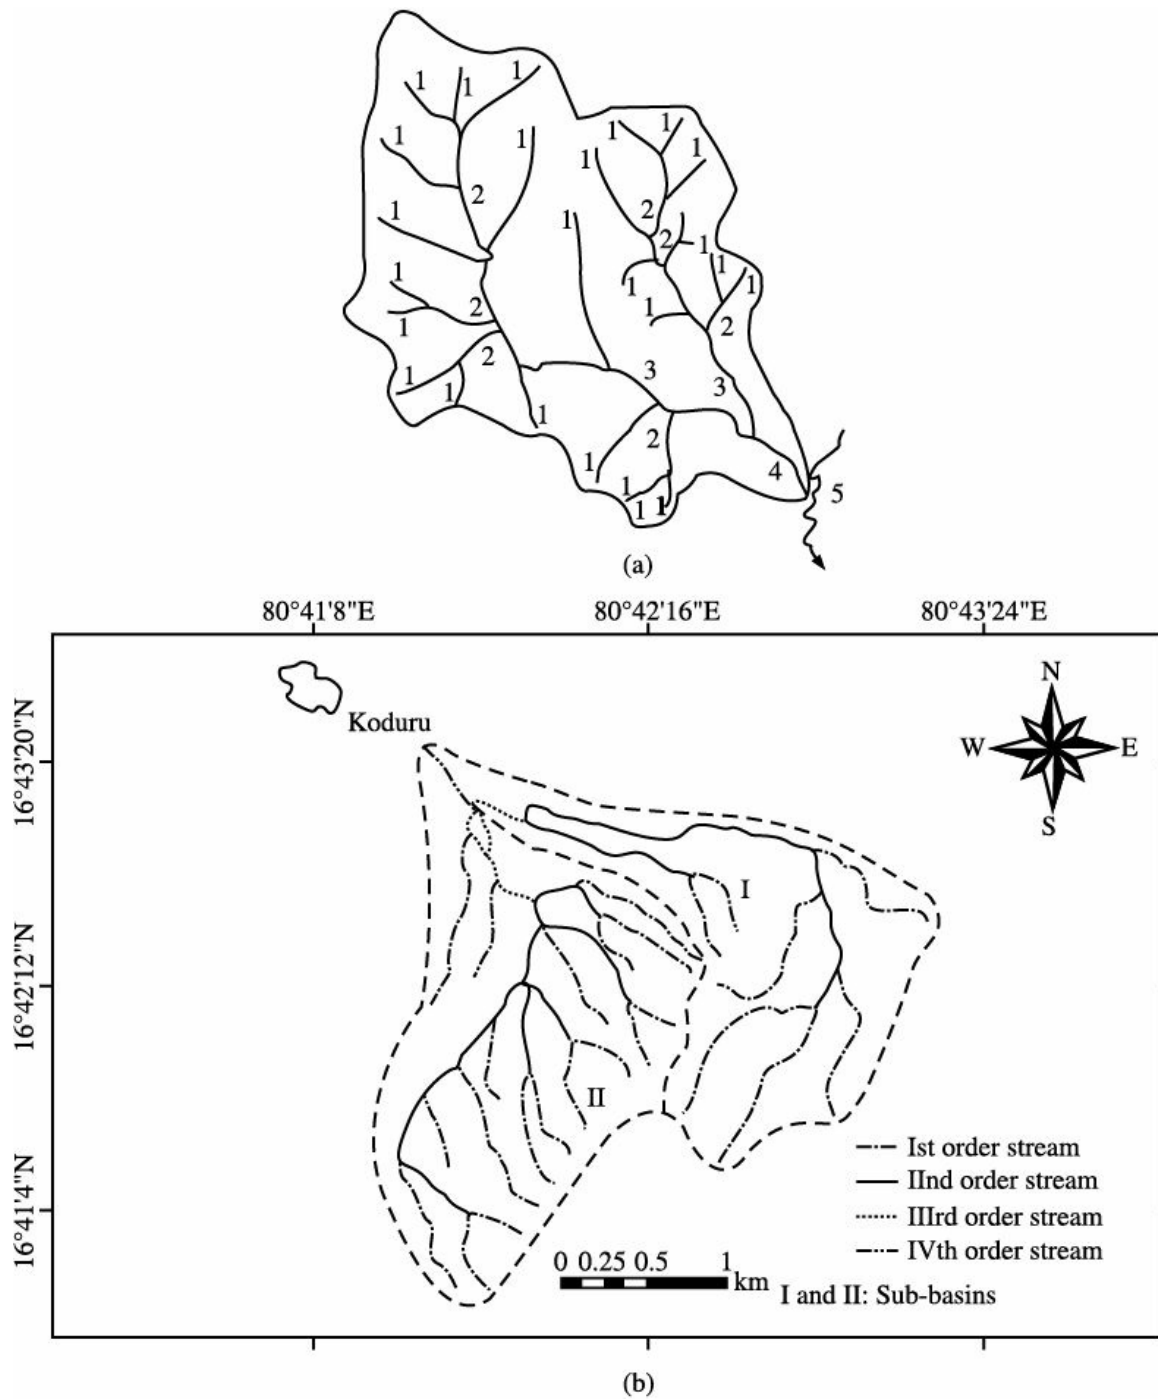 1 1 1
1 1 1 1
1 1
2
1 1 2
2 1
1
1 1
1
1 2 1
1 2
2
3
1 3
1
1
2
1
4
1
1 1
5
(a)
80°41'8"E 80°42'16"E 80°43'24"E
16°43'20"N
16°42'12"N
16°41'4"N
Koduru
N
W E
S
I
II
Ist order stream
IInd order stream
IIIrd order stream
IVth order stream
0 0.25 0.5 1
km
I and II: Sub-basins
(b)